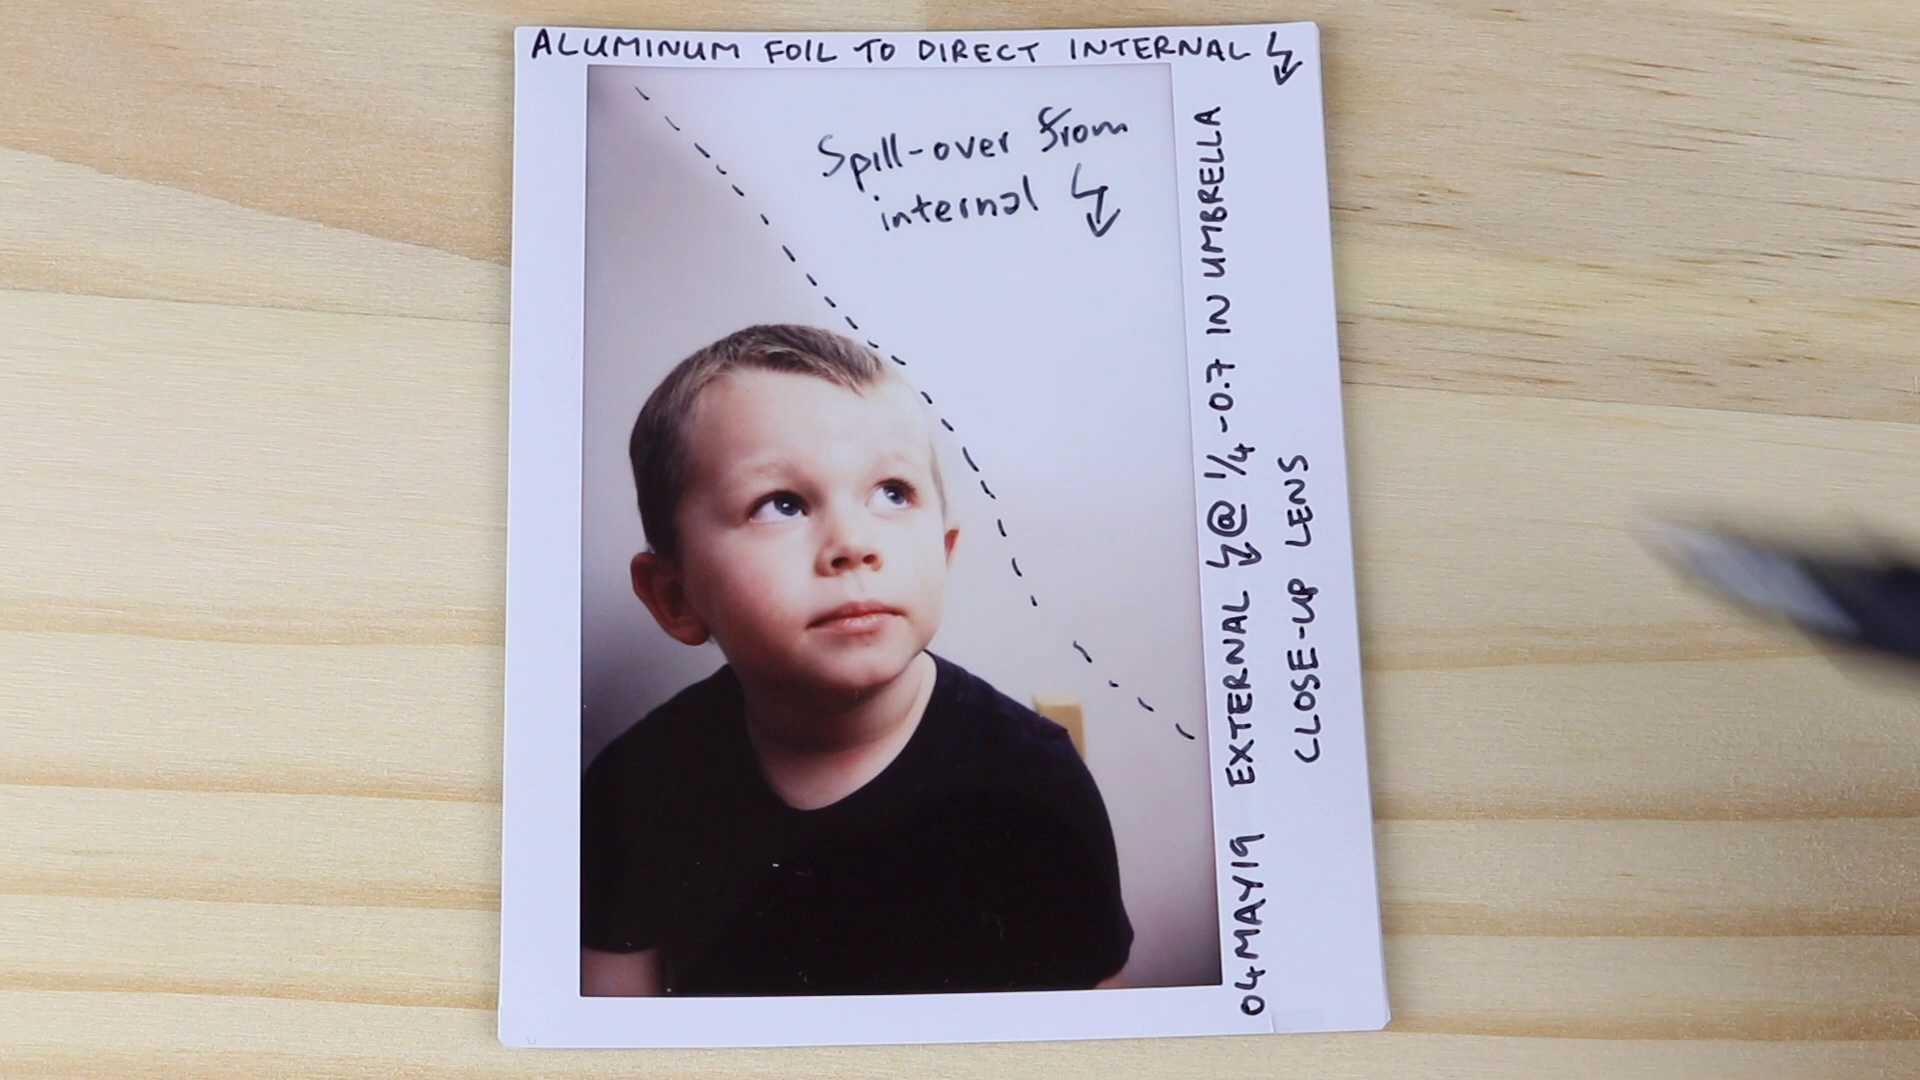 ALUMINUM FOIL TO DIRECT INTERNAL ↯
Spill-over from
internal ↯
04MAY19 EXTERNAL ↯@ 1/4 -0.7 IN UMBRELLA
CLOSE-UP LENS